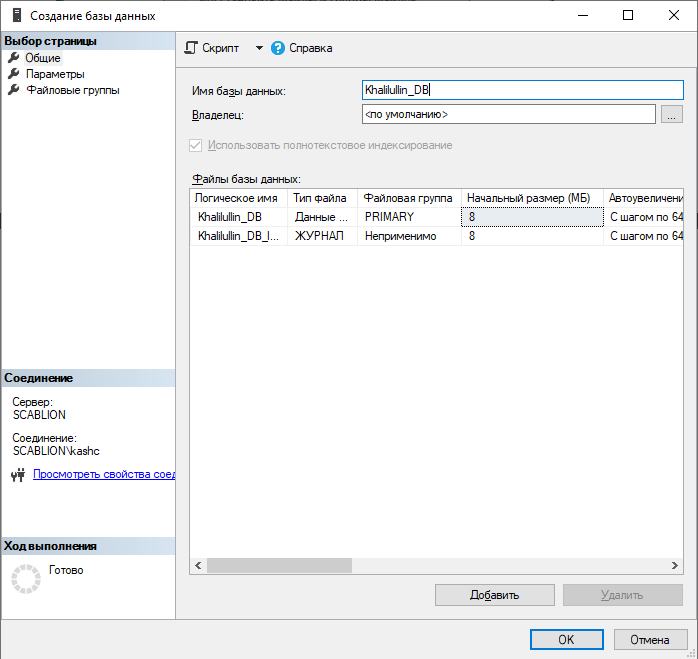 Создание базы данных
Выбор страницы
Общие
Параметры
Файловые группы
Соединение
Сервер:
SCABLION
Соединение:
SCABLION\kashc
Просмотреть свойства соед
Ход выполнения
Готово
Скрипт
Справка
Имя базы данных:
Khalilullin_DB
Владелец:
<по умолчанию>
...
Использовать полнотекстовое индексирование
Файлы базы данных:
Логическое имя Тип файла Файловая группа Начальный размер (МБ) Автоувеличени
Khalilullin_DB Данные ... PRIMARY 8 С шагом по 64
Khalilullin_DB_l... ЖУРНАЛ Неприменимо 8 С шагом по 64
Добавить
Удалить
OK
Отмена